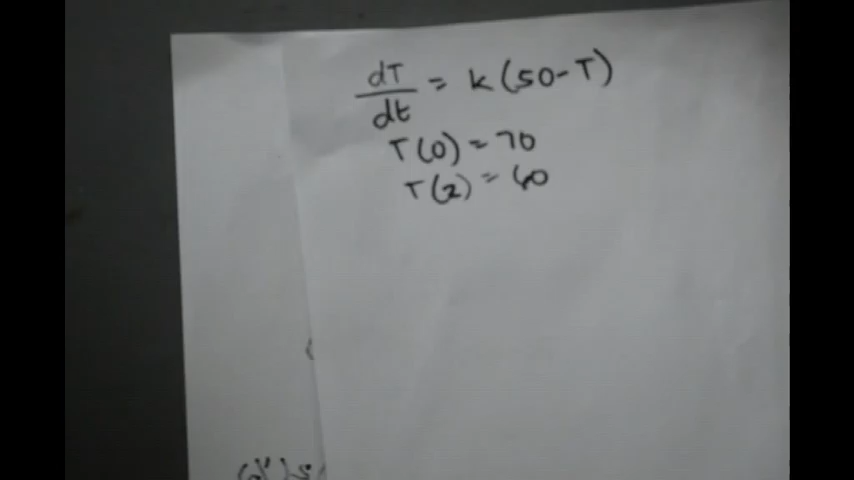 dT/dt = k(50-T)
T(0) = 70
T(2) = 60